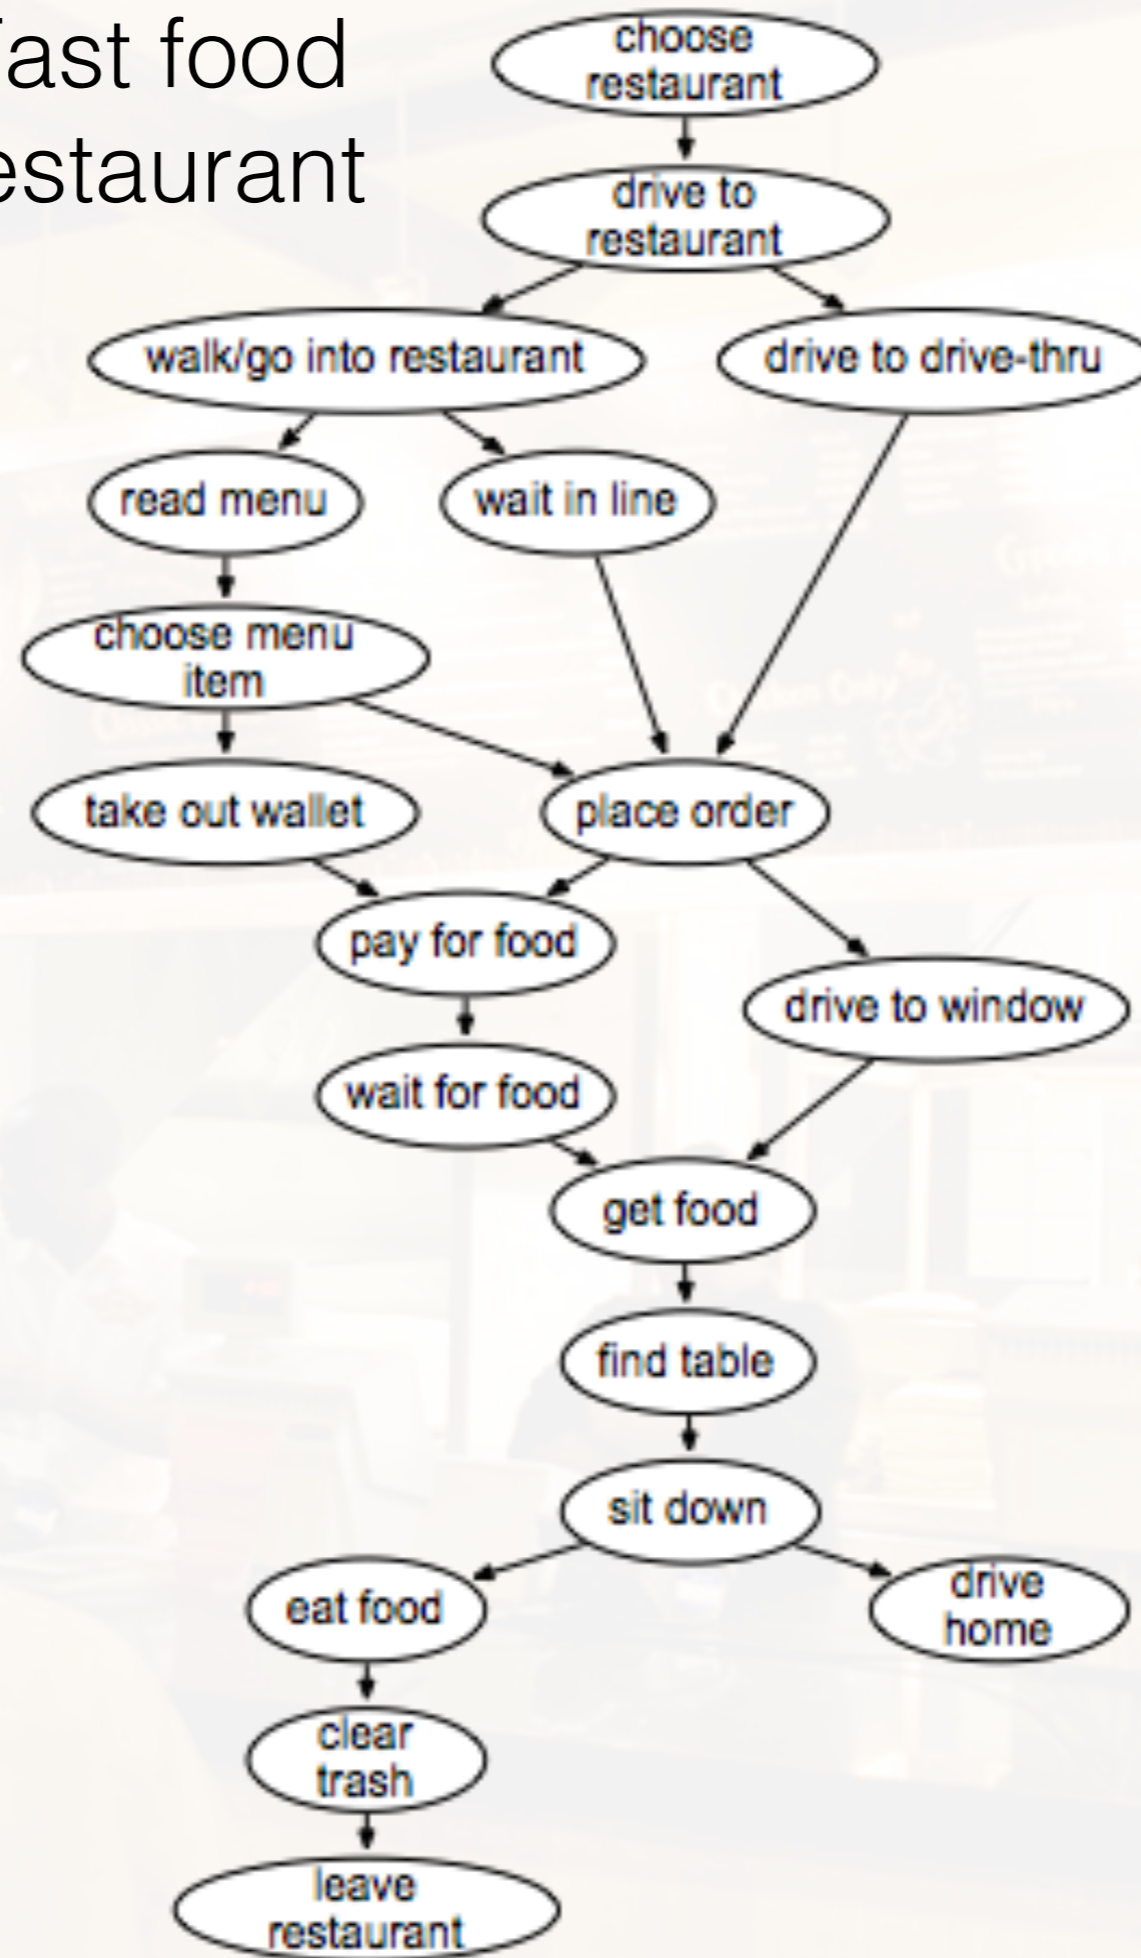 fast food
estaurant
choose
restaurant
drive to
restaurant
walk/go into restaurant
drive to drive-thru
read menu
wait in line
choose menu
item
take out wallet
place order
pay for food
drive to window
wait for food
get food
find table
sit down
eat food
drive
home
clear
trash
leave
restaurant